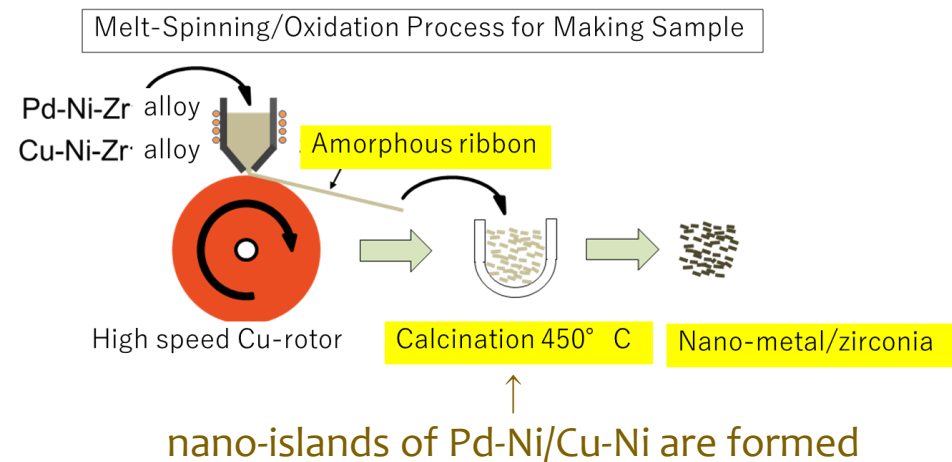 Melt-Spinning/Oxidation Process for Making Sample
Pd-Ni-Zr alloy
Cu-Ni-Zr alloy
Amorphous ribbon
High speed Cu-rotor
Calcination 450° C
Nano-metal/zirconia
↑
nano-islands of Pd-Ni/Cu-Ni are formed